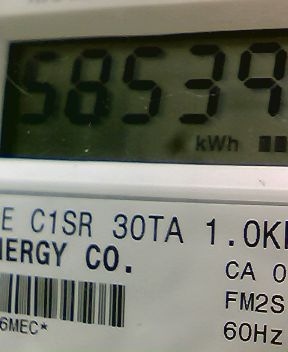 58539
kWh
E C1SR 30TA 1.0K
NERGY CO.
CA 0
FM2S
6MEC*
60Hz